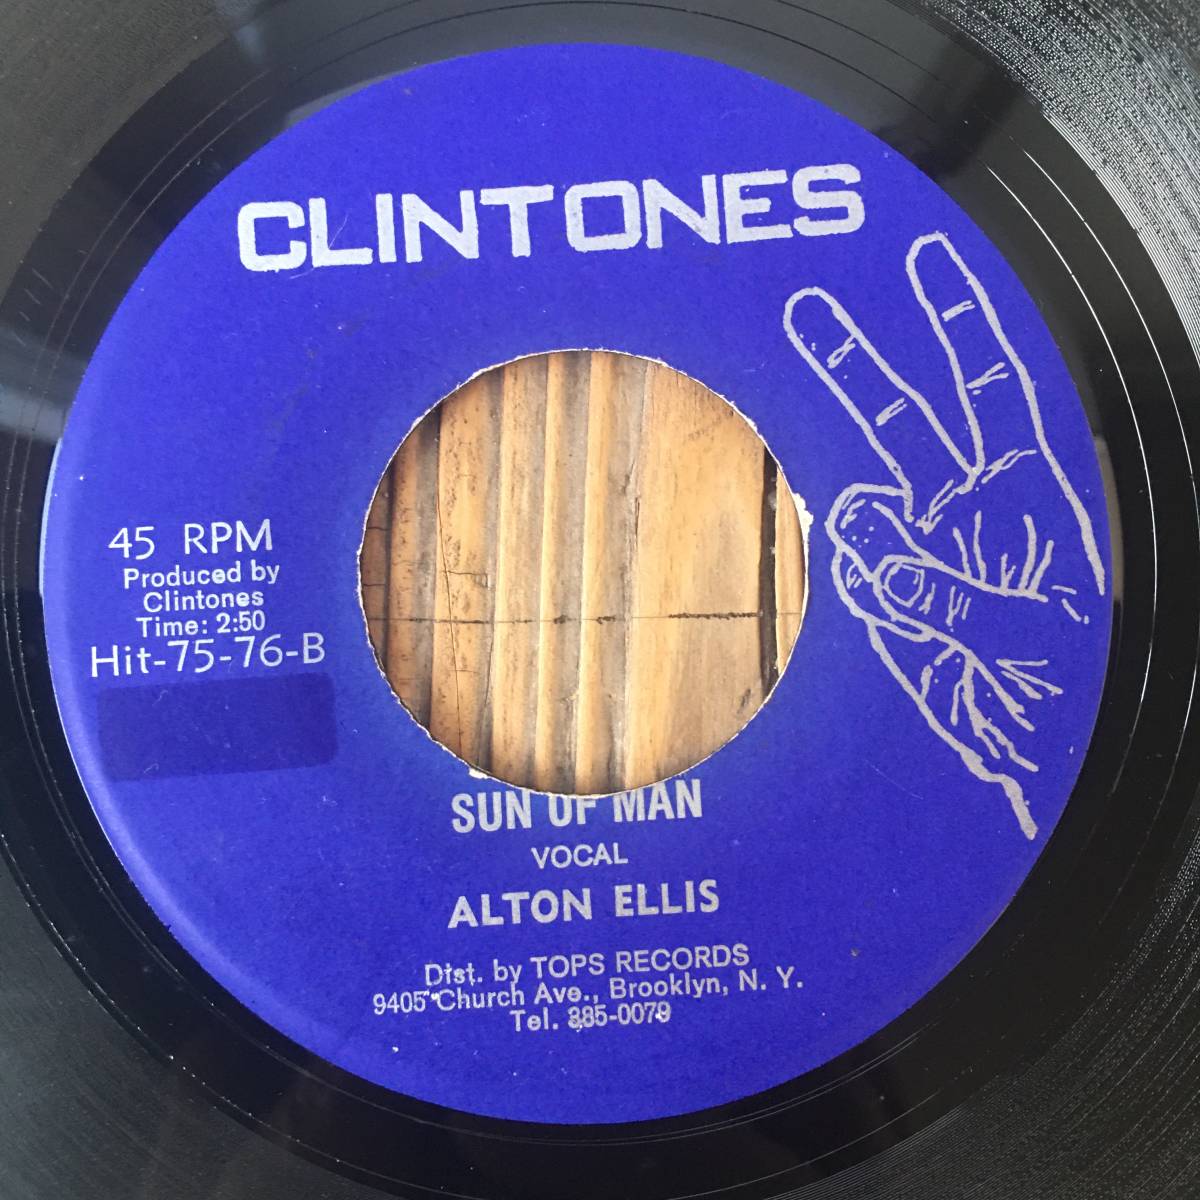 CLINTONES
45 RPM
Produced by
Clintones
Time: 2:50
Hit-75-76-B
SUN OF MAN
VOCAL
ALTON ELLIS
Dist. by TOPS RECORDS
9405 Church Ave., Brooklyn, N. Y.
Tel. 385-0079